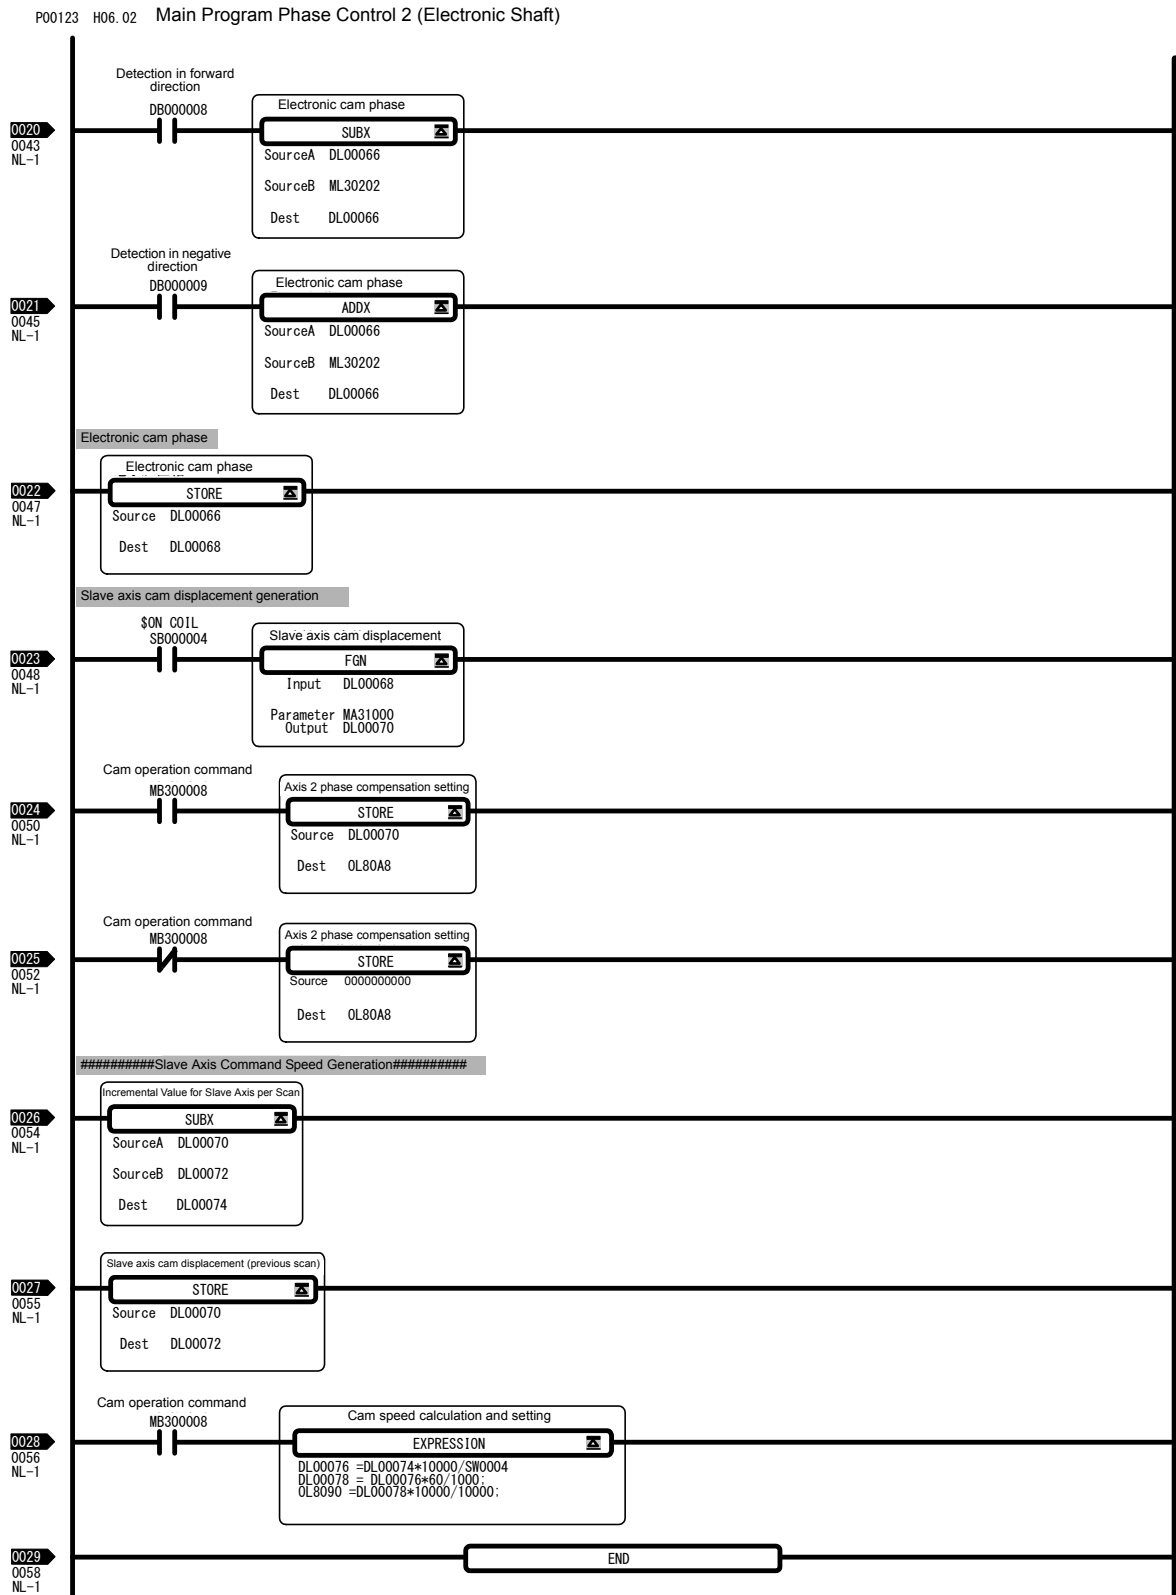 P00123 H06.02 Main Program Phase Control 2 (Electronic Shaft)
Detection in forward
direction
DB000008
Electronic cam phase
0020
0043
NL-1
SUBX
SourceA DL00066
SourceB ML30202
Dest DL00066
Detection in negative
direction
DB000009
Electronic cam phase
0021
0045
NL-1
ADDX
SourceA DL00066
SourceB ML30202
Dest DL00066
Electronic cam phase
Electronic cam phase
0022
0047
NL-1
STORE
Source DL00066
Dest DL00068
Slave axis cam displacement generation
$ON COIL
SB000004
Slave axis cam displacement
0023
0048
NL-1
FGN
Input DL00068
Parameter MA31000
Output DL00070
Cam operation command
MB300008
Axis 2 phase compensation setting
0024
0050
NL-1
STORE
Source DL00070
Dest OL80A8
Cam operation command
MB300008
Axis 2 phase compensation setting
0025
0052
NL-1
STORE
Source 0000000000
Dest OL80A8
##########Slave Axis Command Speed Generation##########
Incremental Value for Slave Axis per Scan
0026
0054
NL-1
SUBX
SourceA DL00070
SourceB DL00072
Dest DL00074
Slave axis cam displacement (previous scan)
0027
0055
NL-1
STORE
Source DL00070
Dest DL00072
Cam operation command
MB300008
Cam speed calculation and setting
0028
0056
NL-1
EXPRESSION
DL00076 =DL00074*10000/SW0004
DL00078 = DL00076*60/1000;
OL8090 =DL00078*10000/10000;
0029
0058
NL-1
END